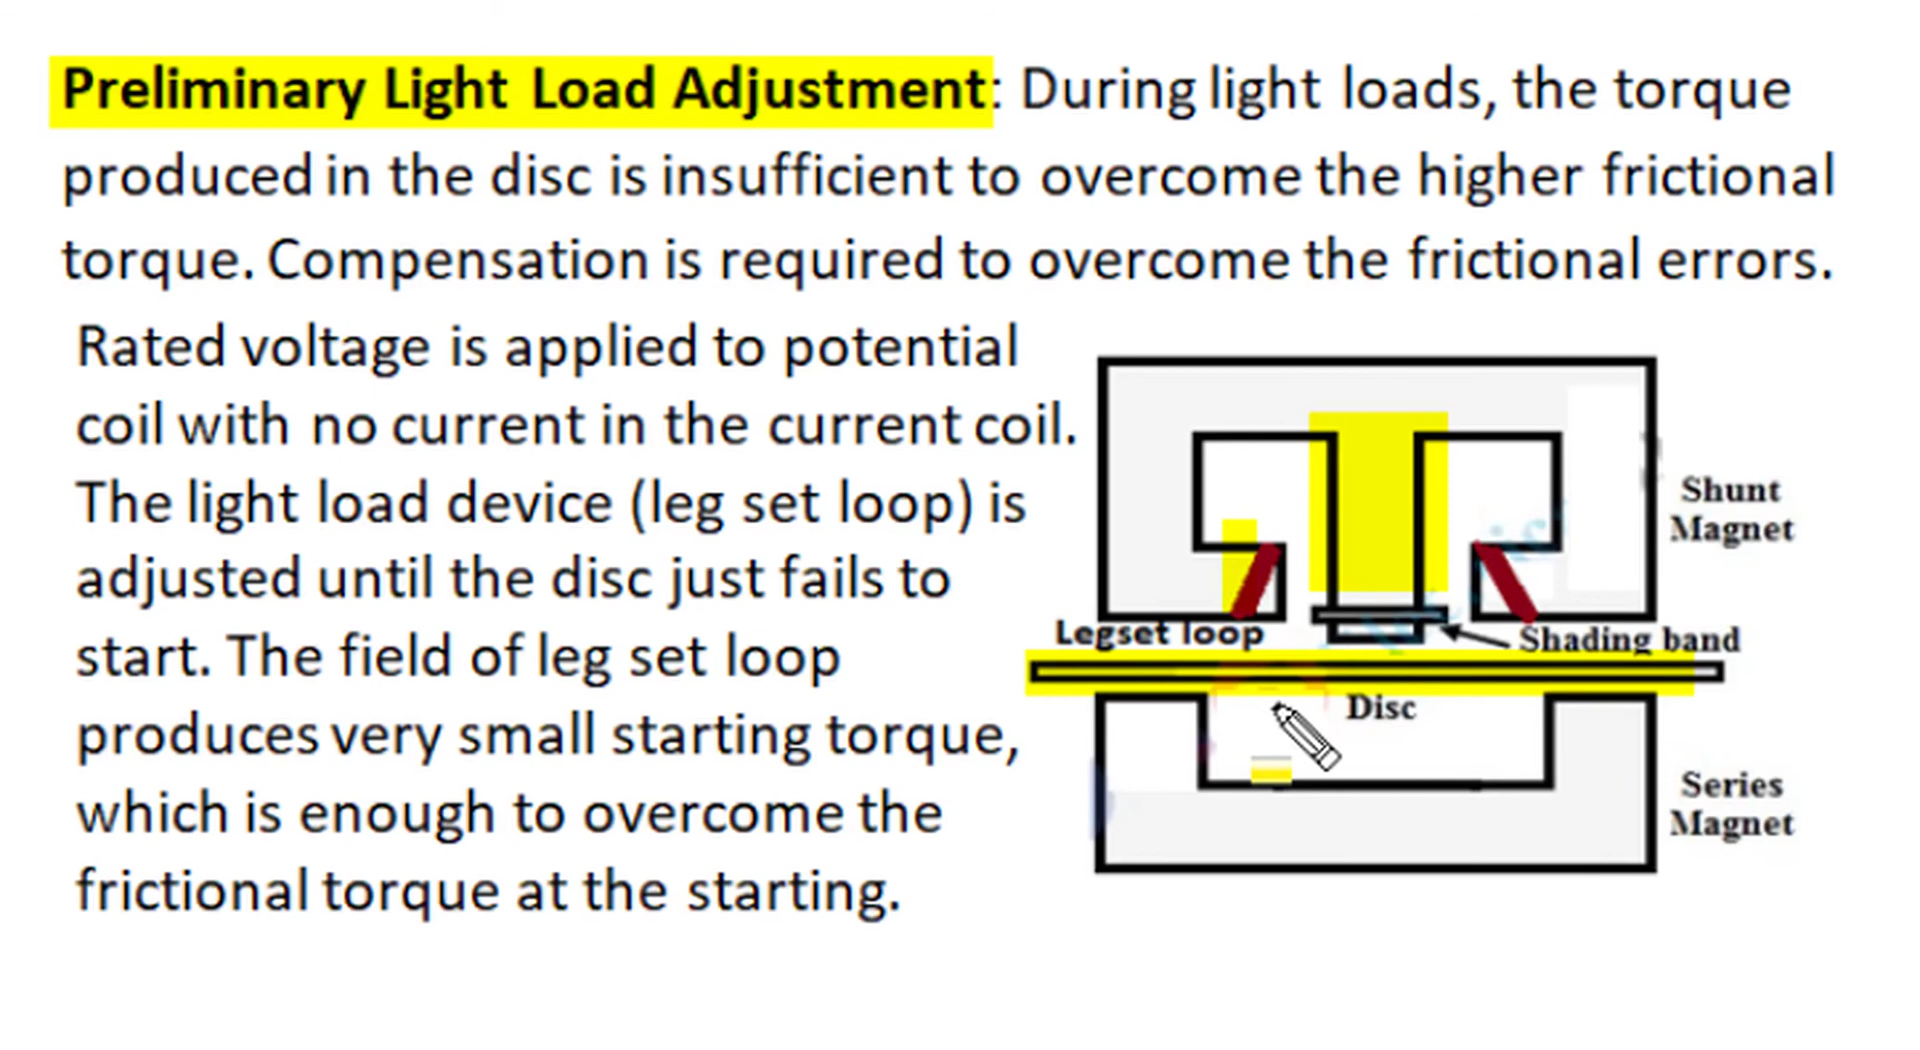 Preliminary Light Load Adjustment: During light loads, the torque
produced in the disc is insufficient to overcome the higher frictional
torque. Compensation is required to overcome the frictional errors.
Rated voltage is applied to potential
coil with no current in the current coil.
The light load device (leg set loop) is
adjusted until the disc just fails to
start. The field of leg set loop
produces very small starting torque,
which is enough to overcome the
frictional torque at the starting.
Shunt
Magnet
Legset loop
Shading band
Disc
Series
Magnet